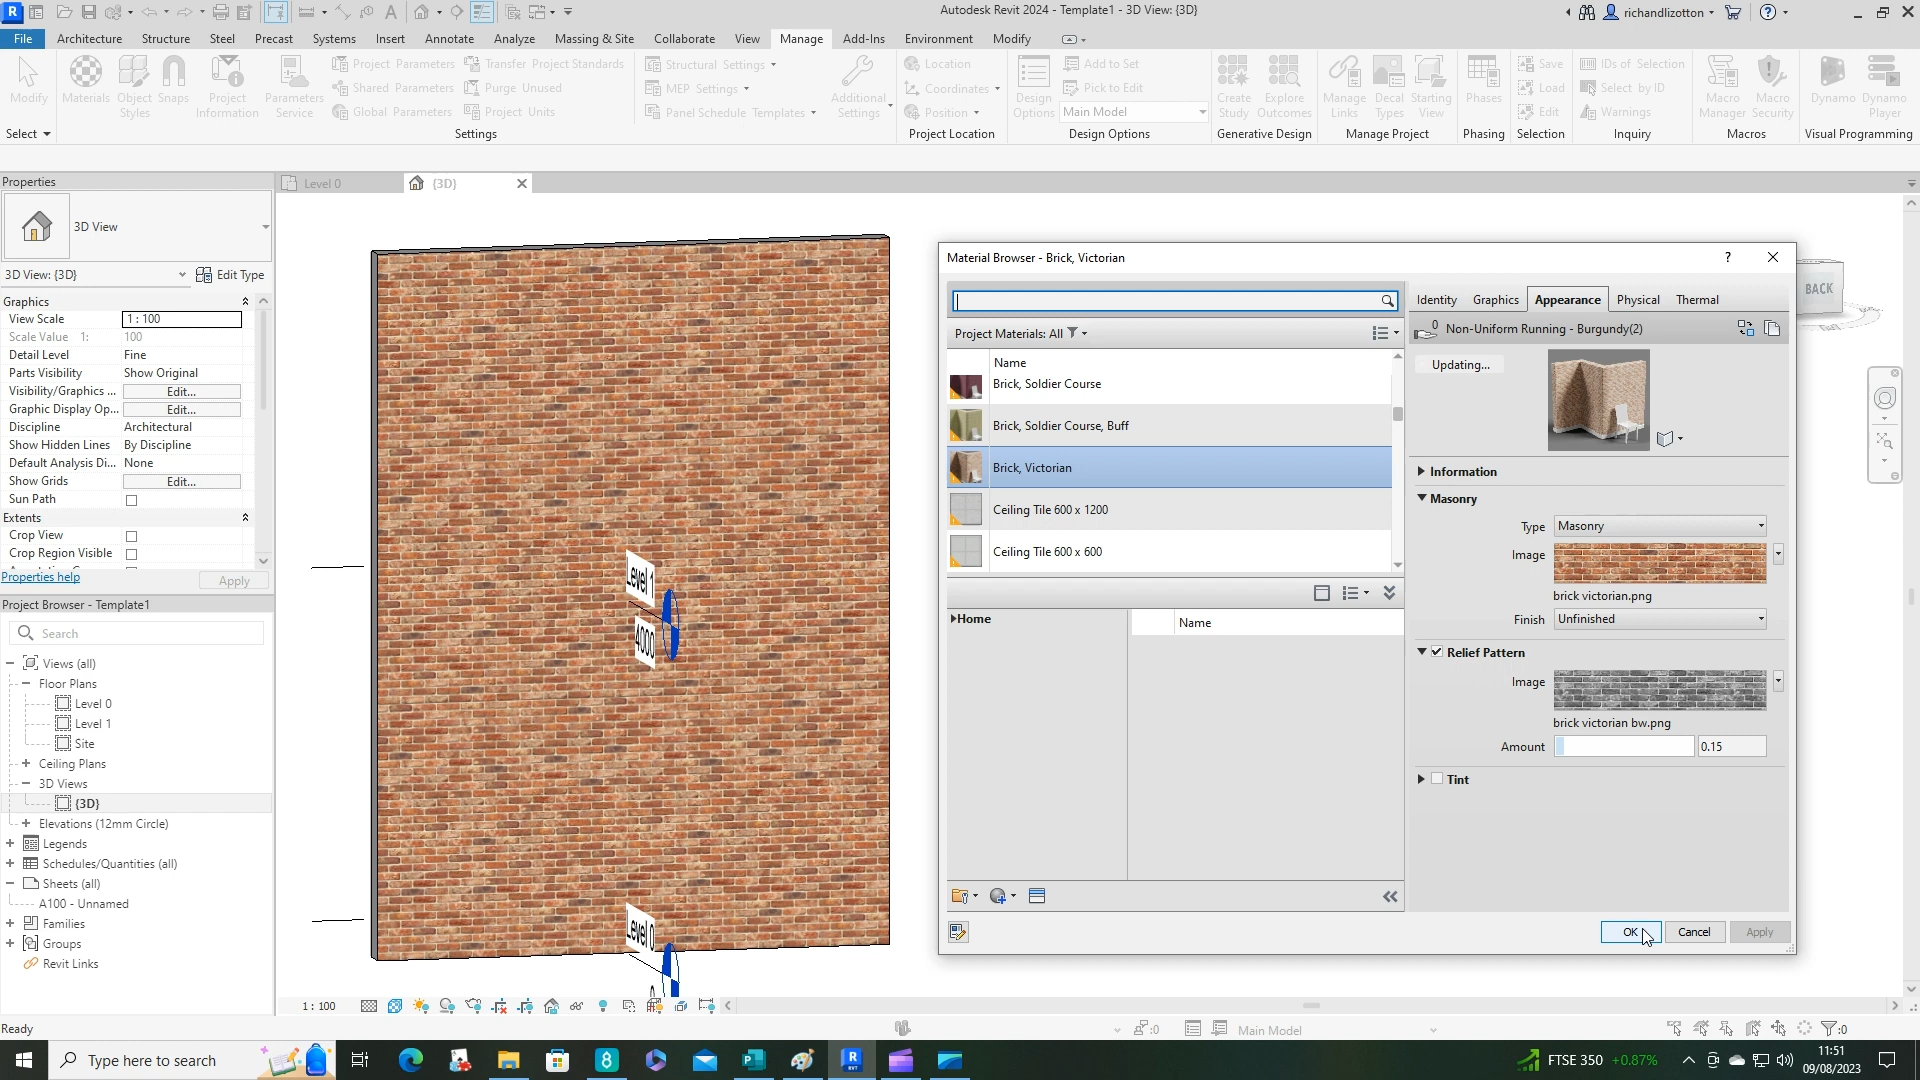 Autodesk Revit 2024 - Template1 - 3D View: {3D}
richandlizotton
File
Architecture
Structure
Steel
Precast
Systems
Insert
Annotate
Analyze
Massing & Site
Collaborate
View
Manage
Add-Ins
Environment
Modify
Modify
Materials
Object Styles
Snaps
Project Information
Parameters Service
Project Parameters
Shared Parameters
Global Parameters
Transfer Project Standards
Purge Unused
Project Units
Structural Settings
MEP Settings
Panel Schedule Templates
Additional Settings
Location
Coordinates
Position
Design Options
Add to Set
Pick to Edit
Main Model
Create Study
Explore Outcomes
Manage Links
Decal Types
Starting View
Phases
Save
Load
Edit
IDs of Selection
Select by ID
Warnings
Macro Manager
Macro Security
Dynamo
Dynamo Player
Select
Settings
Project Location
Design Options
Generative Design
Manage Project
Phasing
Selection
Inquiry
Macros
Visual Programming
Properties
Level 0
{3D}
3D View
3D View: {3D}
Edit Type
Graphics
View Scale 1 : 100
Scale Value 1: 100
Detail Level Fine
Parts Visibility Show Original
Visibility/Graphics ... Edit...
Graphic Display Op... Edit...
Discipline Architectural
Show Hidden Lines By Discipline
Default Analysis Di... None
Show Grids Edit...
Sun Path
Extents
Crop View
Crop Region Visible
Properties help
Apply
Project Browser - Template1
Search
Views (all)
Floor Plans
Level 0
Level 1
Site
Ceiling Plans
3D Views
{3D}
Elevations (12mm Circle)
Legends
Schedules/Quantities (all)
Sheets (all)
A100 - Unnamed
Families
Groups
Revit Links
Level 1
4000
Level 0
0
BACK
Material Browser - Brick, Victorian
?
Project Materials: All
Name
Brick, Soldier Course
Brick, Soldier Course, Buff
Brick, Victorian
Ceiling Tile 600 x 1200
Ceiling Tile 600 x 600
Home
Name
Identity
Graphics
Appearance
Physical
Thermal
0
Non-Uniform Running - Burgundy(2)
Updating...
Information
Masonry
Type Masonry
Image
brick victorian.png
Finish Unfinished
Relief Pattern
Image
brick victorian bw.png
Amount 0.15
Tint
OK
Cancel
Apply
1 : 100
Ready
:0
Main Model
:0
Type here to search
FTSE 350 +0.87%
11:51
09/08/2023